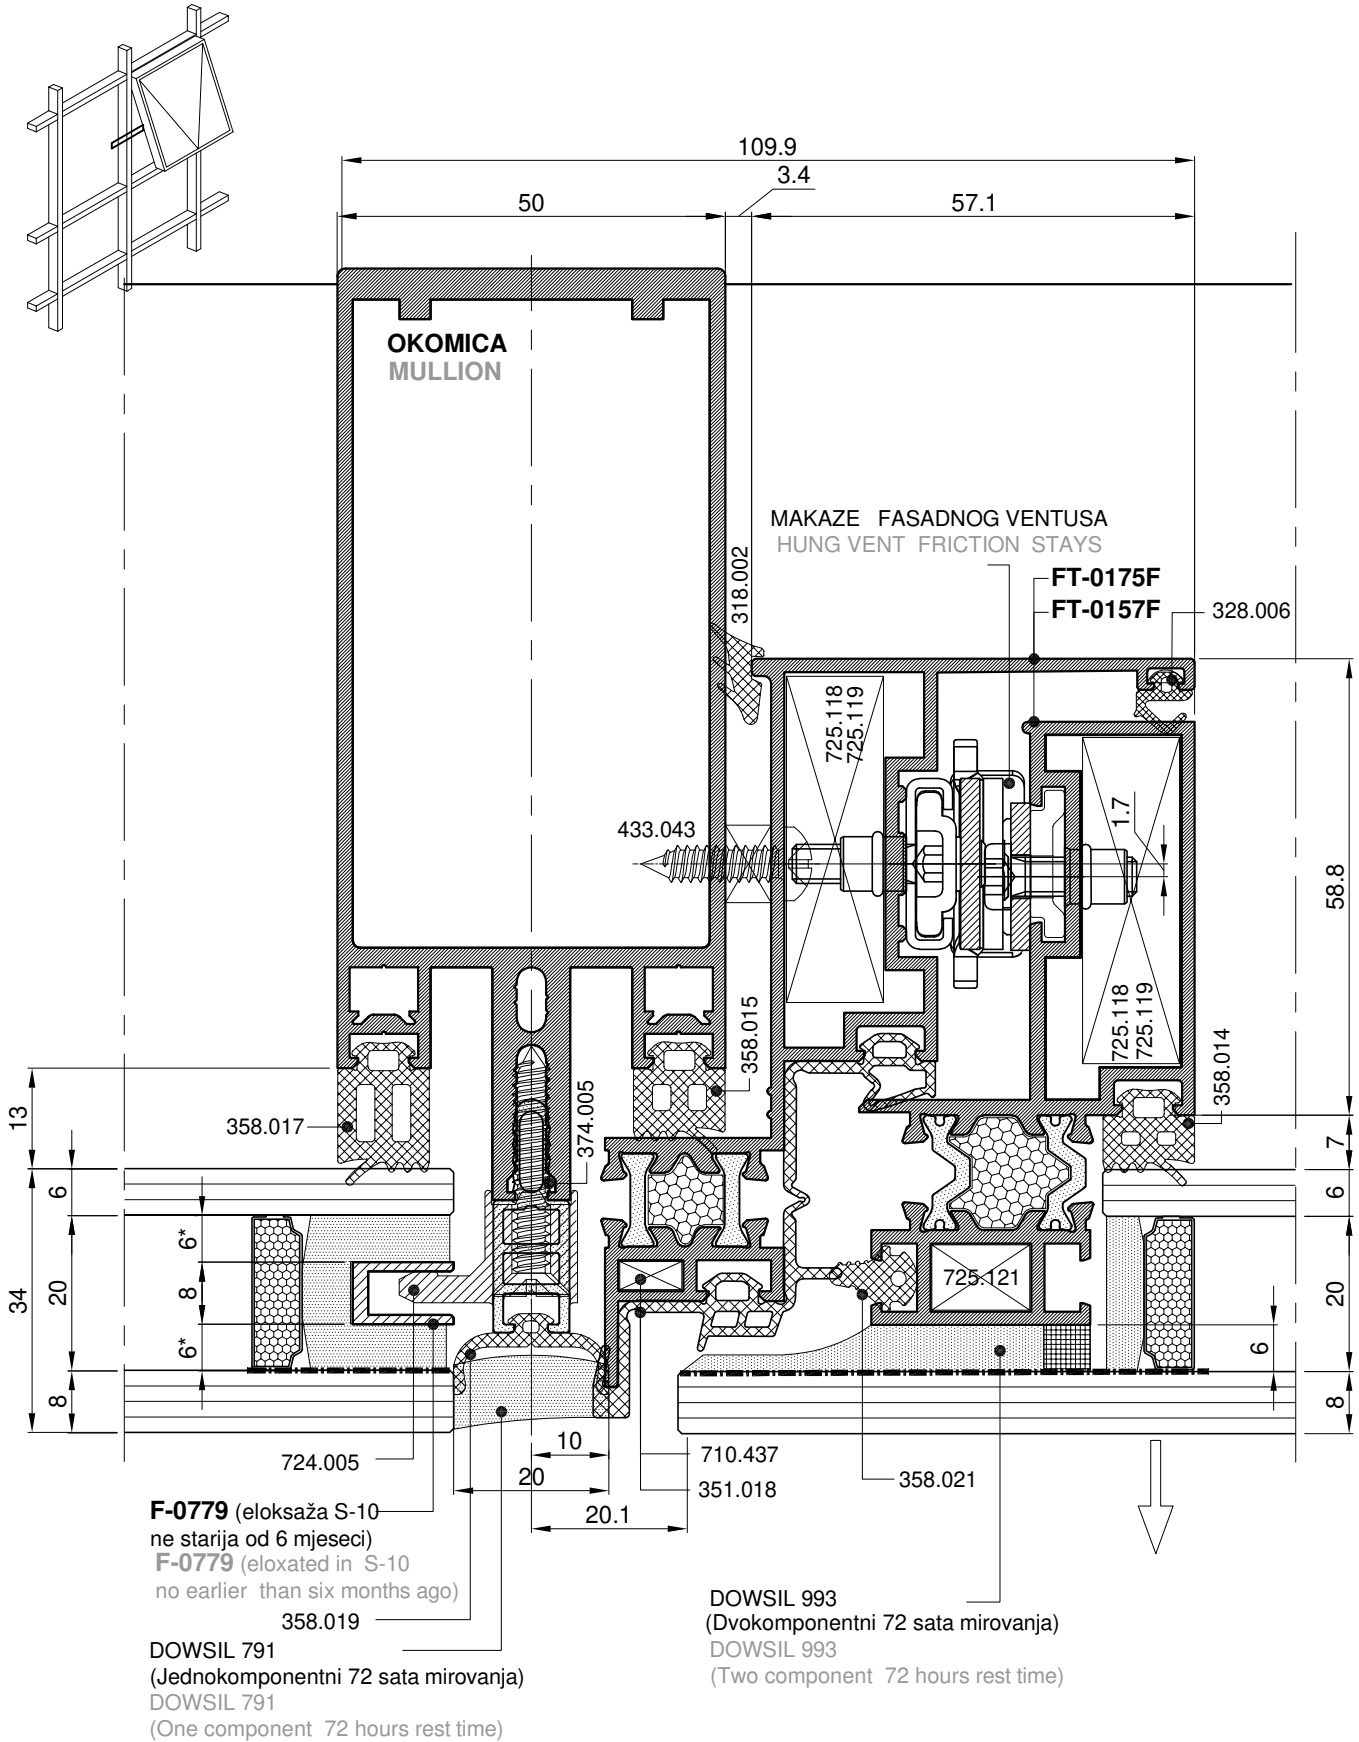 109.9
3.4
50
57.1
OKOMICA
MULLION
MAKAZE FASADNOG VENTUSA
HUNG VENT FRICTION STAYS
318.002
FT-0175F
FT-0157F
328.006
725.118
725.119
433.043
1.7
58.8
725.118
725.119
358.015
358.014
374.005
13
358.017
7
6
6
6*
34
20
8
6*
8
725.121
20
6
8
10
20
20.1
724.005
710.437
351.018
358.021
F-0779 (eloksaža S-10
ne starija od 6 mjeseci)
F-0779 (eloxated in S-10
no earlier than six months ago)
358.019
DOWSIL 791
(Jednokomponentni 72 sata mirovanja)
DOWSIL 791
(One component 72 hours rest time)
DOWSIL 993
(Dvokomponentni 72 sata mirovanja)
DOWSIL 993
(Two component 72 hours rest time)